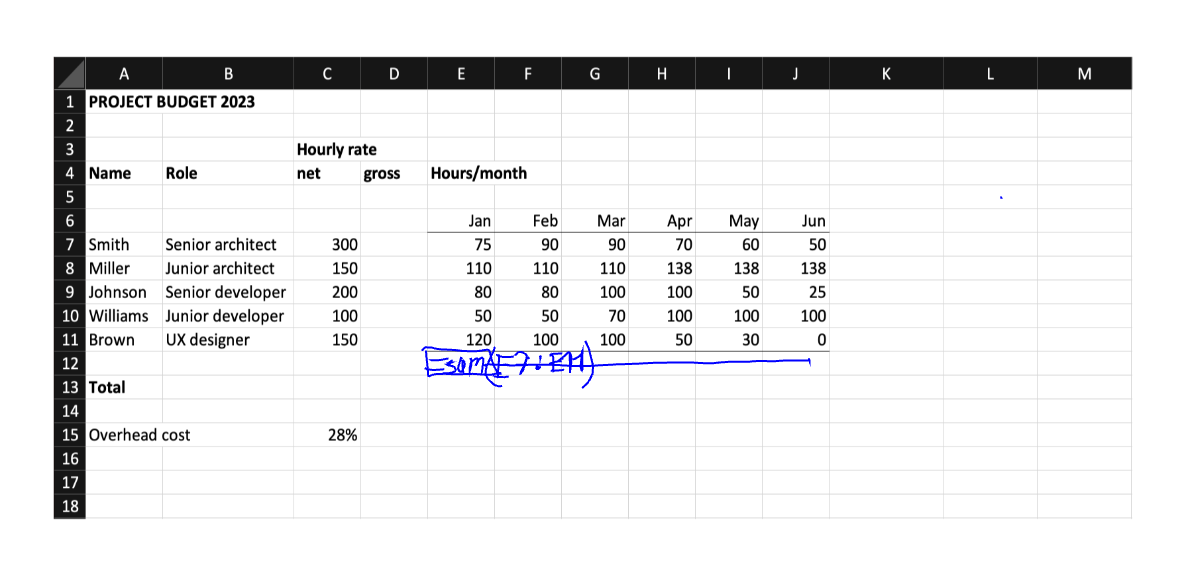 A B C D E F G H I J K L M
1 PROJECT BUDGET 2023
2
3 Hourly rate
4 Name Role net gross Hours/month
5
6 Jan Feb Mar Apr May Jun
7 Smith Senior architect 300 75 90 90 70 60 50
8 Miller Junior architect 150 110 110 110 138 138 138
9 Johnson Senior developer 200 80 80 100 100 50 25
10 Williams Junior developer 100 50 50 70 100 100 100
11 Brown UX designer 150 120 100 100 50 30 0
12 =sum(E7:E11)
13 Total
14
15 Overhead cost 28%
16
17
18